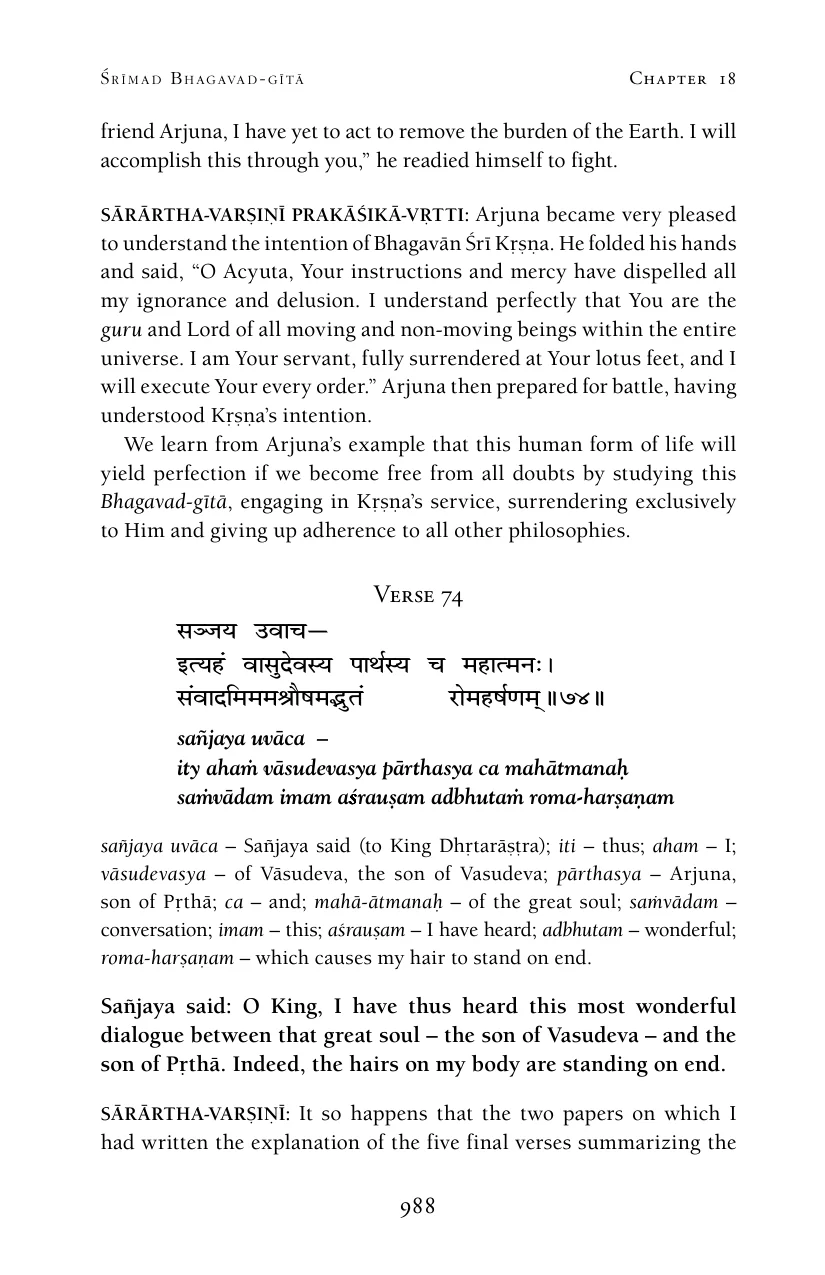 Śrīmad Bhagavad-gītā Chapter 18
friend Arjuna, I have yet to act to remove the burden of the Earth. I will
accomplish this through you,” he readied himself to fight.
SĀRĀRTHA-VARṢIṆĪ PRAKĀŚIKĀ-VṚTTI: Arjuna became very pleased
to understand the intention of Bhagavān Śrī Kṛṣṇa. He folded his hands
and said, “O Acyuta, Your instructions and mercy have dispelled all
my ignorance and delusion. I understand perfectly that You are the
guru and Lord of all moving and non-moving beings within the entire
universe. I am Your servant, fully surrendered at Your lotus feet, and I
will execute Your every order.” Arjuna then prepared for battle, having
understood Kṛṣṇa’s intention.
We learn from Arjuna’s example that this human form of life will
yield perfection if we become free from all doubts by studying this
Bhagavad-gītā, engaging in Kṛṣṇa’s service, surrendering exclusively
to Him and giving up adherence to all other philosophies.
Verse 74
सञ्जय उवाच—
इत्यहं वासुदेवस्य पार्थस्य च महात्मनः।
संवादमिममश्रौषमद्भुतं रोमहर्षणम्॥७४॥
sañjaya uvāca –
ity ahaṁ vāsudevasya pārthasya ca mahātmanaḥ
saṁvādam imam aśrauṣam adbhutaṁ roma-harṣaṇam
sañjaya uvāca – Sañjaya said (to King Dhṛtarāṣṭra); iti – thus; aham – I;
vāsudevasya – of Vāsudeva, the son of Vasudeva; pārthasya – Arjuna,
son of Pṛthā; ca – and; mahā-ātmanaḥ – of the great soul; saṁvādam –
conversation; imam – this; aśrauṣam – I have heard; adbhutam – wonderful;
roma-harṣaṇam – which causes my hair to stand on end.
Sañjaya said: O King, I have thus heard this most wonderful
dialogue between that great soul – the son of Vasudeva – and the
son of Pṛthā. Indeed, the hairs on my body are standing on end.
SĀRĀRTHA-VARṢIṆĪ: It so happens that the two papers on which I
had written the explanation of the five final verses summarizing the
988